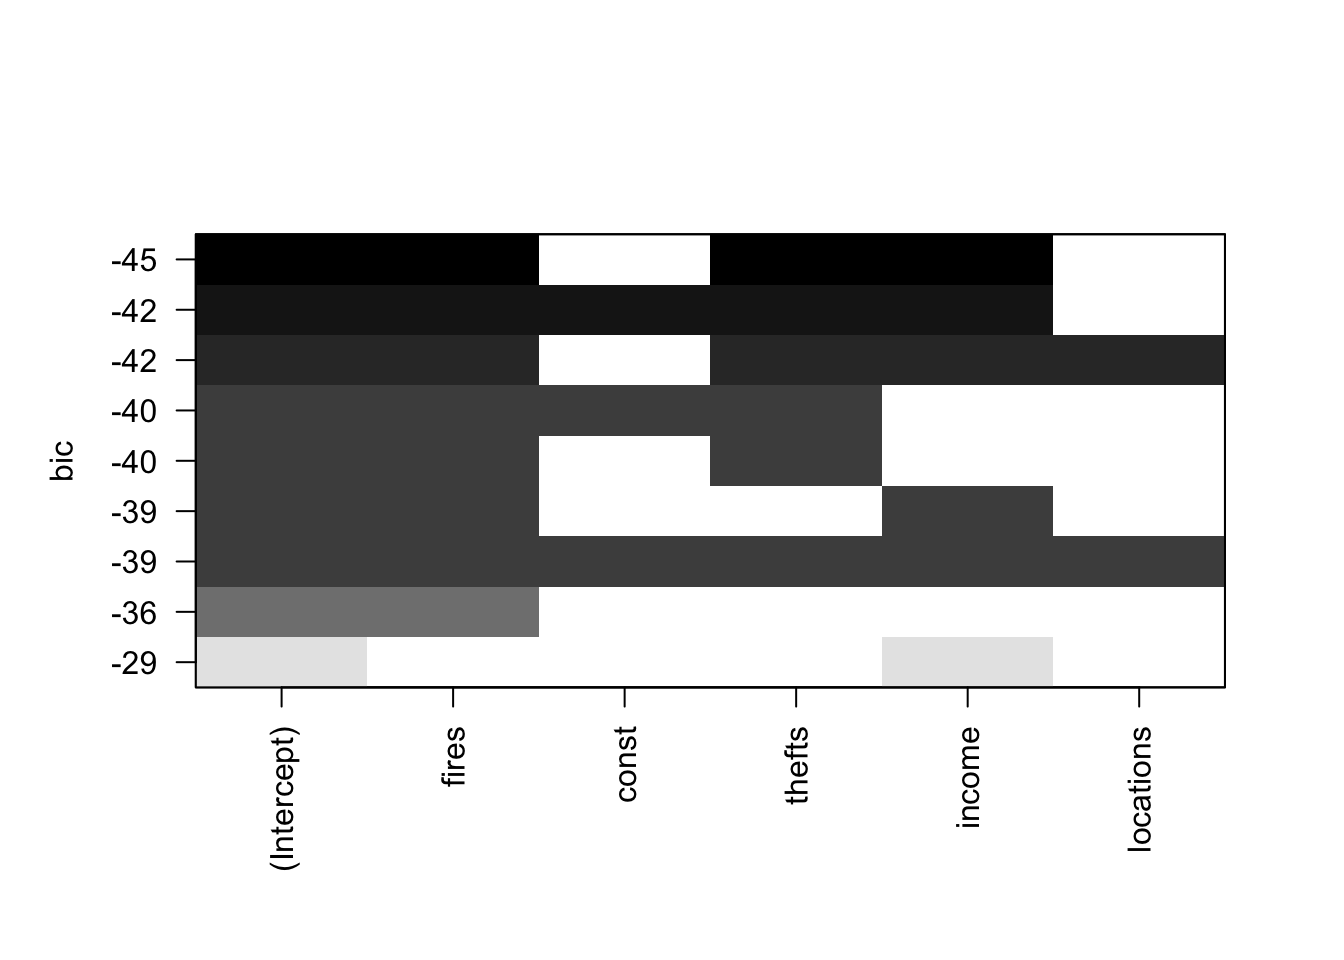 bic
-45
-42
-42
-40
-40
-39
-39
-36
-29
(Intercept)
fires
const
thefts
income
locations